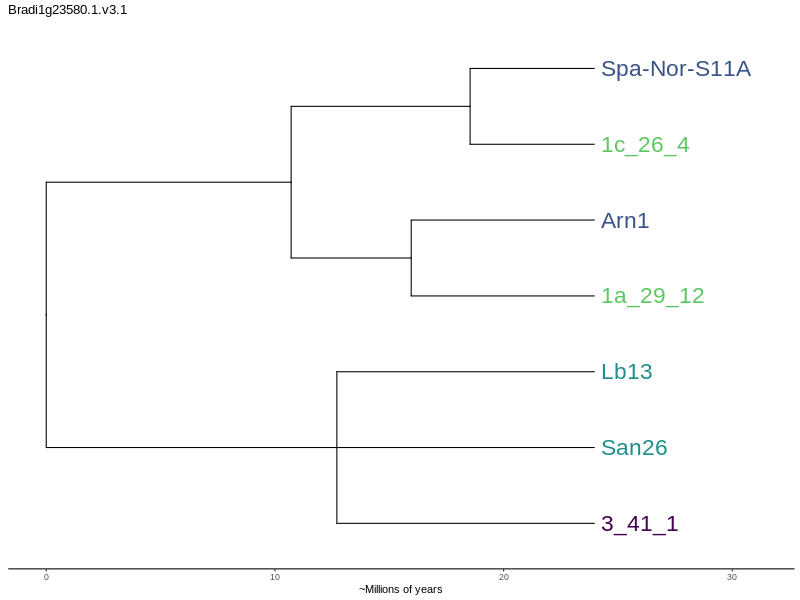 Bradi1g23580.1.v3.1
Spa-Nor-S11A
1c_26_4
Arn1
1a_29_12
Lb13
San26
3_41_1
0 10 20 30
~Millions of years